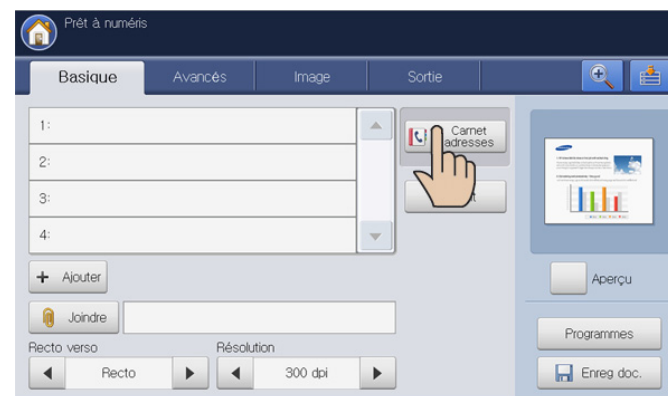 Prêt à numéris
Basique
Avancés
Image
Sortie
1:
2:
3:
4:
Carnet
adresses
Ajouter
Joindre
Recto verso
Résolution
Recto
300 dpi
Aperçu
Programmes
Enreg doc.